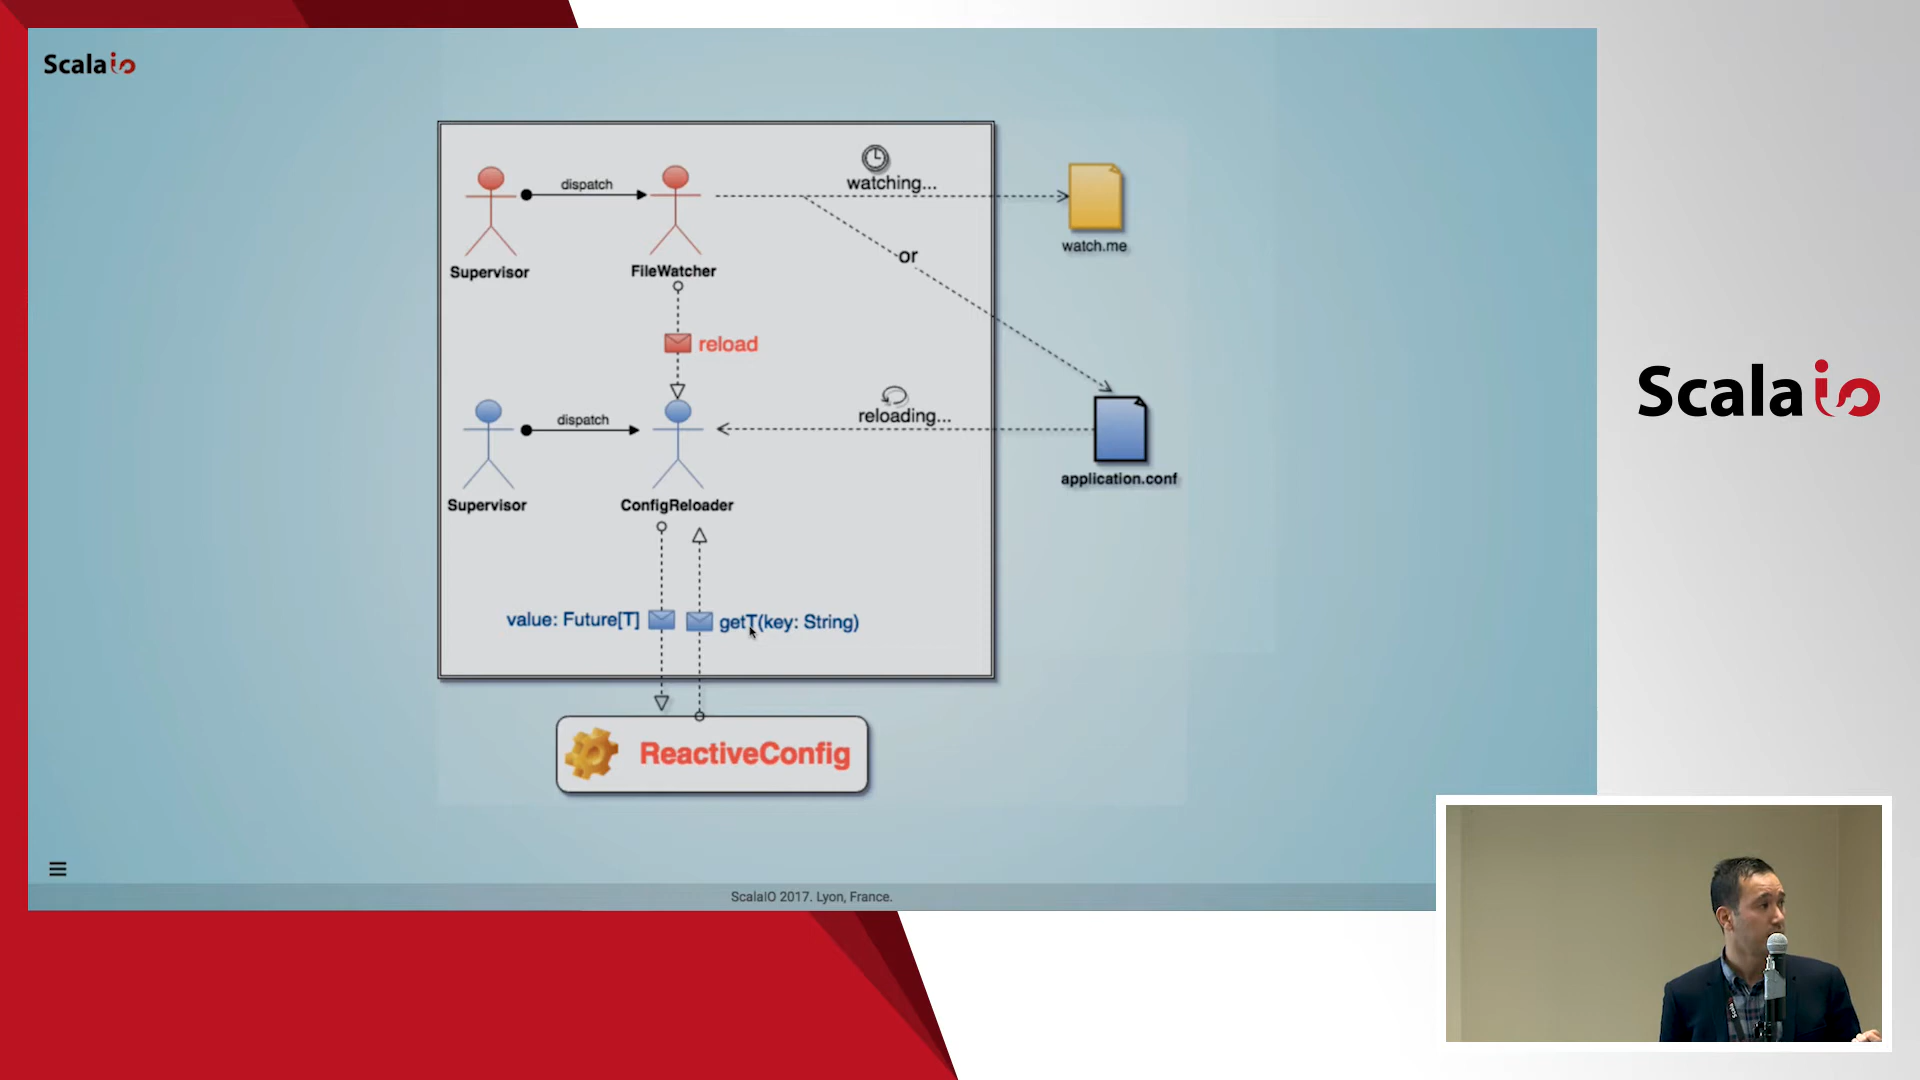 Scalaio
dispatch
watching...
Supervisor
FileWatcher
watch.me
or
reload
dispatch
reloading...
Supervisor
ConfigReloader
application.conf
value: Future[T]
getT(key: String)
ReactiveConfig
ScalaIO 2017. Lyon, France.
Scalaio